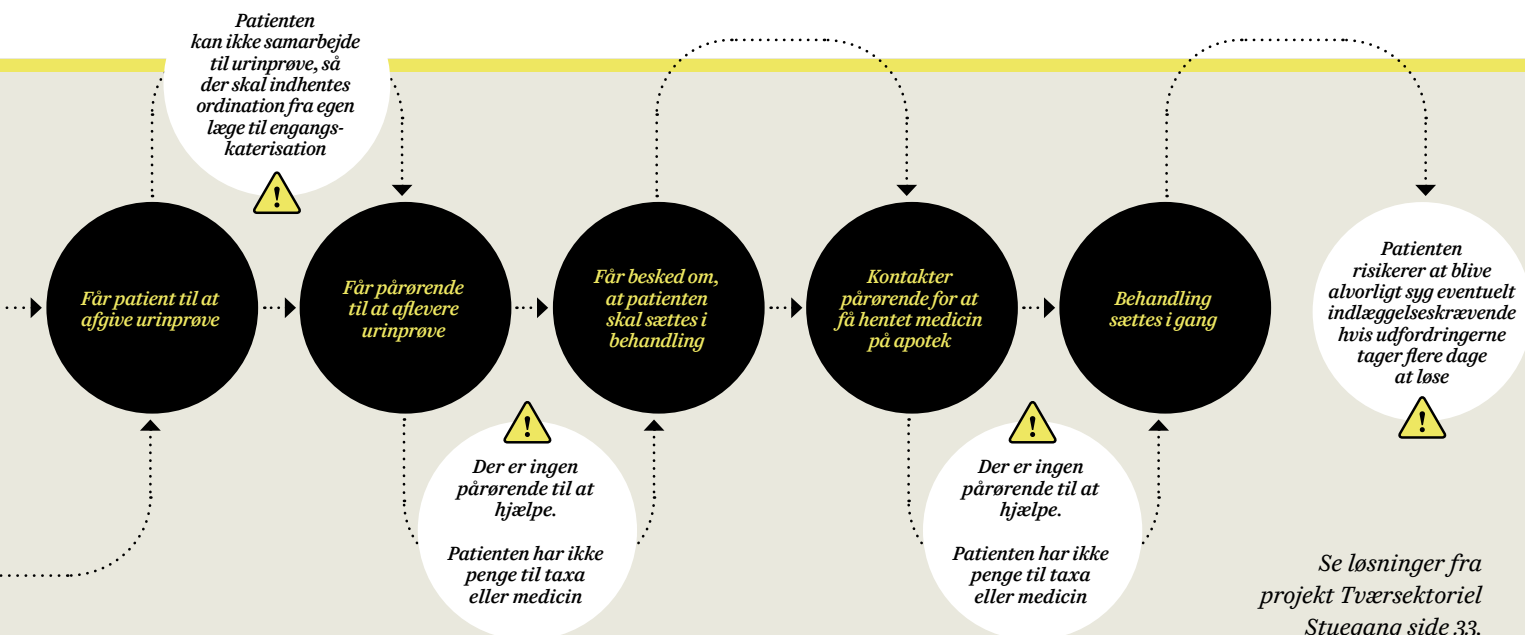 Patienten
kan ikke samarbejde
til urinprøve, så
der skal indhentes
ordination fra egen
læge til engangs-
katerisation
Får patient til at
afgive urinprøve
Får pårørende
til at aflevere
urinprøve
Der er ingen
pårørende til at
hjælpe.
Patienten har ikke
penge til taxa
eller medicin
Får besked om,
at patienten
skal sættes i
behandling
Kontakter
pårørende for at
få hentet medicin
på apotek
Der er ingen
pårørende til at
hjælpe.
Patienten har ikke
penge til taxa
eller medicin
Behandling
sættes i gang
Patienten
risikerer at blive
alvorligt syg eventuelt
indlæggelseskrævende
hvis udfordringerne
tager flere dage
at løse
Se løsninger fra
projekt Tværsektoriel
Stuegang side 33.